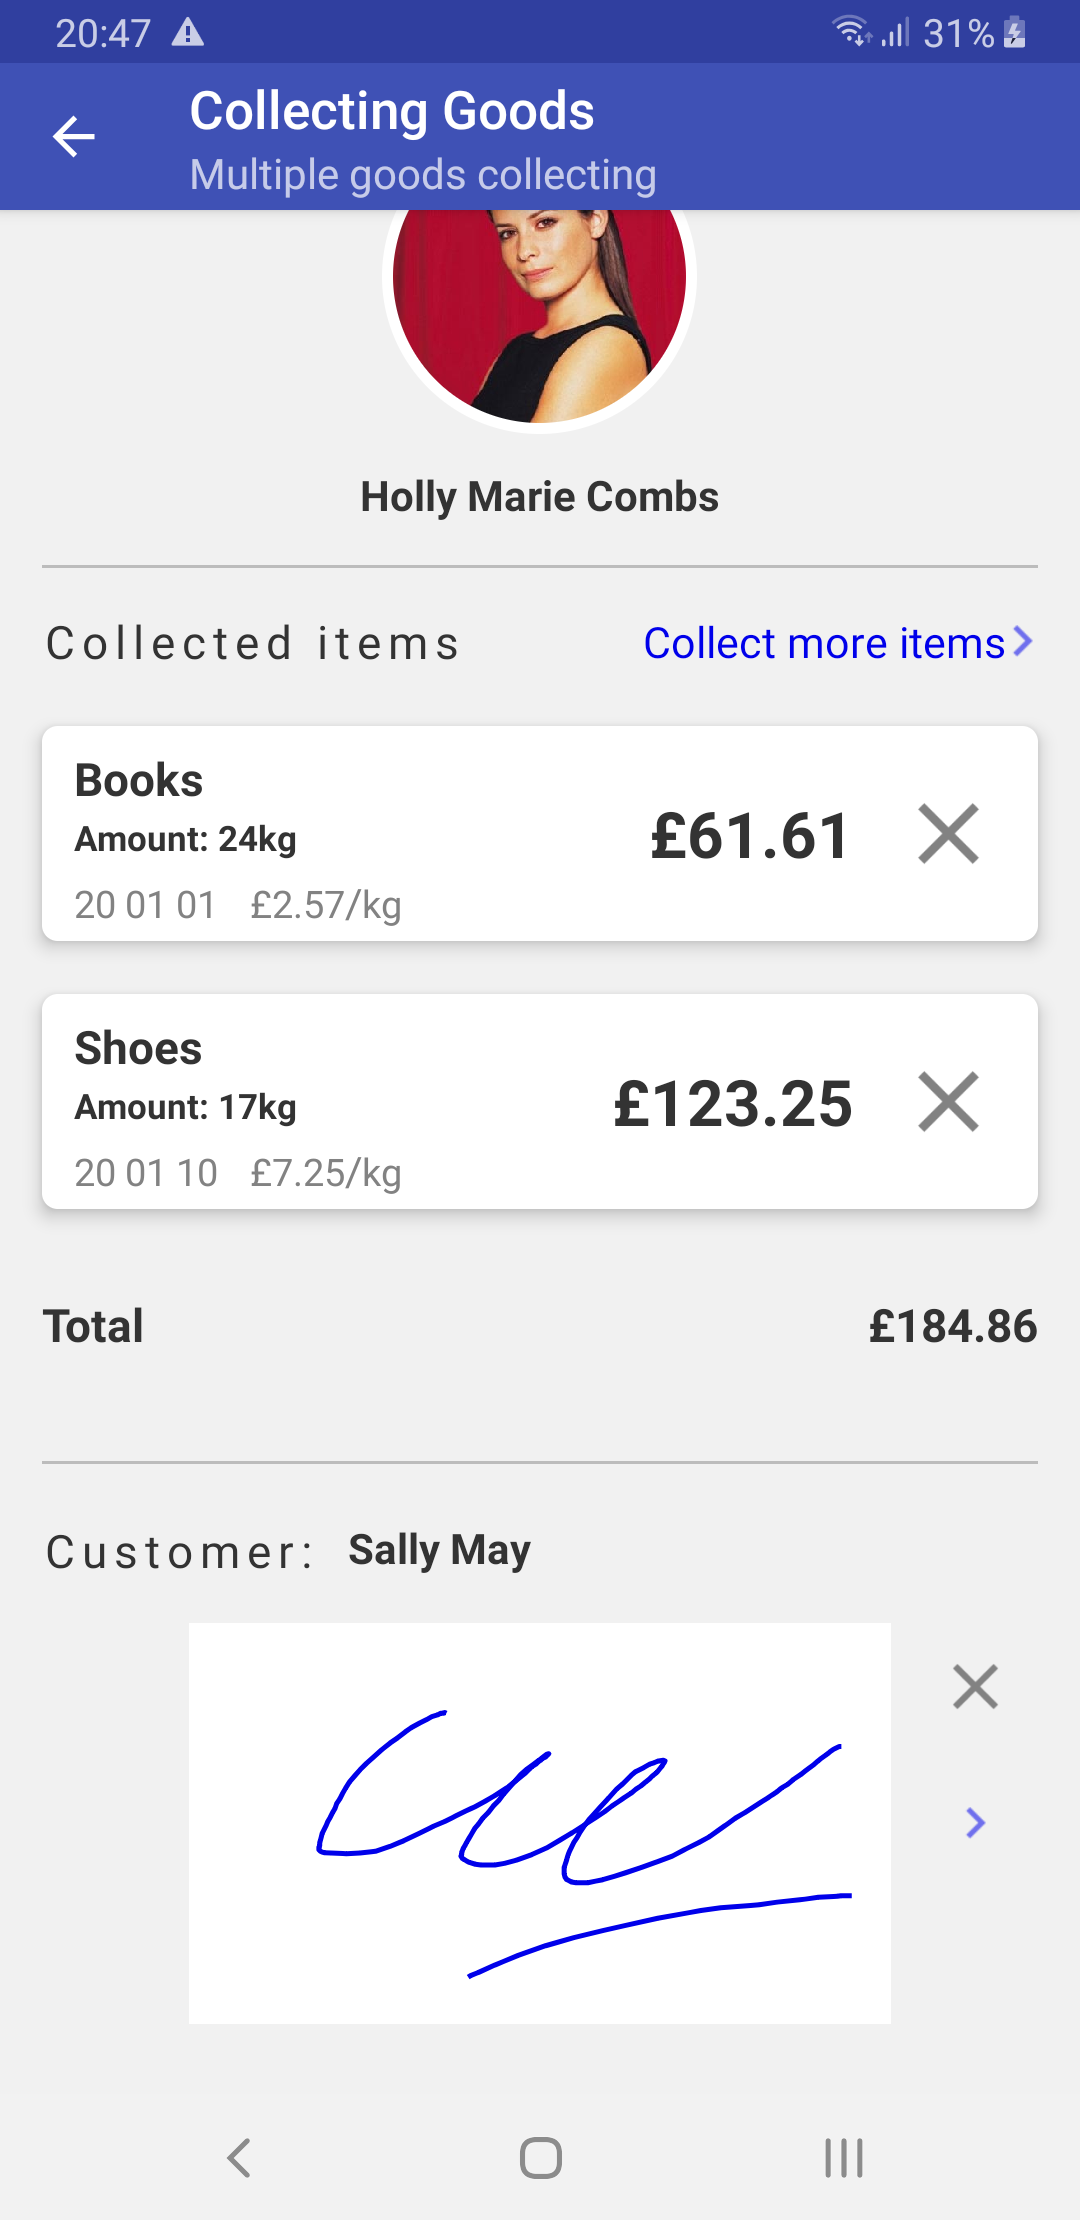 20:47 31%
Collecting Goods
Multiple goods collecting
Holly Marie Combs
Collected items Collect more items
Books
Amount: 24kg
£61.61
20 01 01 £2.57/kg
Shoes
Amount: 17kg
£123.25
20 01 10 £7.25/kg
Total £184.86
Customer: Sally May